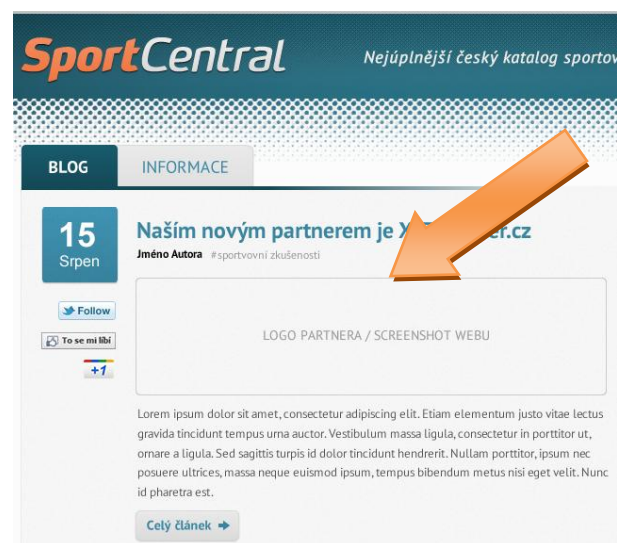 SportCentral
Nejúplnější český katalog
BLOG
INFORMACE
15
Srpen
Naším novým partnerem je
Jméno Autora #sportvovní zkušenosti
Follow
To se mi líbí
+1
LOGO PARTNERA / SCREENSHOT WEBU
Lorem ipsum dolor sit amet, consectetur adipiscing elit. Etiam elementum justo vitae lectus
gravida tincidunt tempus urna auctor. Vestibulum massa ligula, consectetur in porttitor ut,
ornare a ligula. Sed sagittis turpis id dolor tincidunt hendrerit. Nullam porttitor, ipsum nec
posuere ultrices, massa neque euismod ipsum, tempus bibendum metus nisi eget velit. Nunc
id pharetra est.
Celý článek